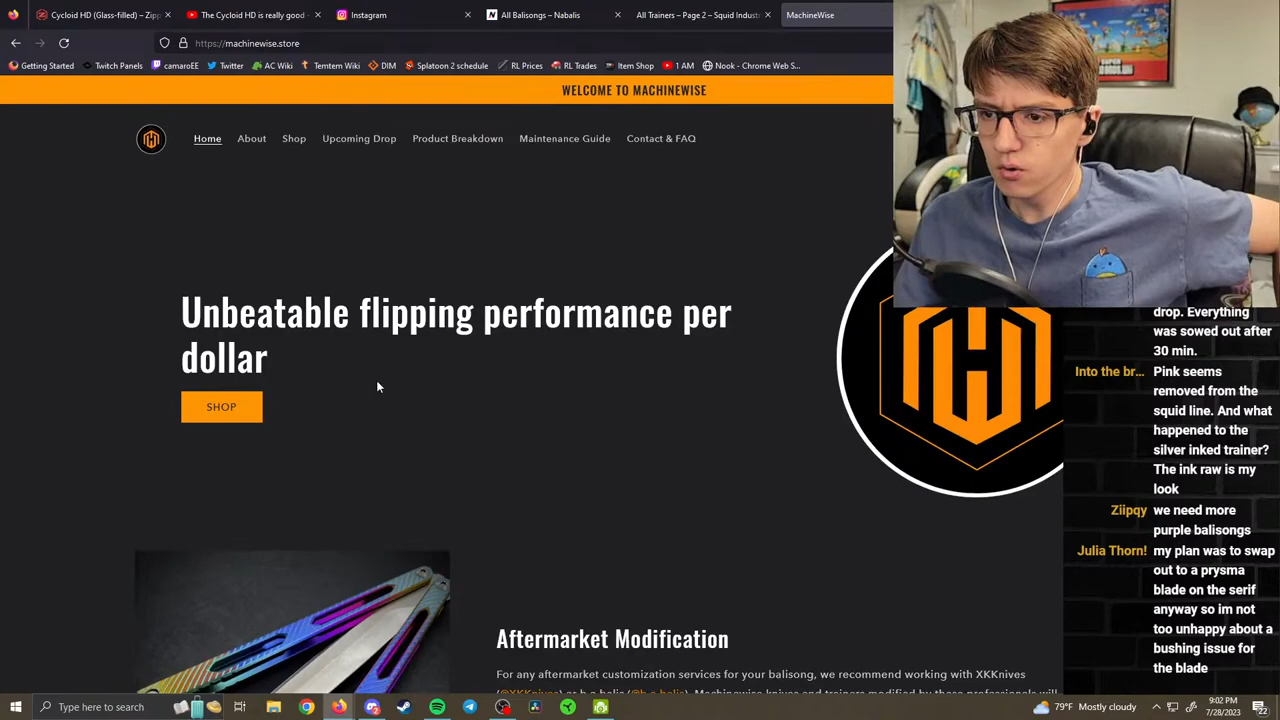 Cycloid HD (Glass-filled) – Zip
The Cycloid HD is really good
Instagram
All Balisongs – Nabalis
All Trainers – Page 2 – Squid Indust
MachineWise
https://machinewise.store
Getting Started
Twitch Panels
camaroEE
Twitter
AC Wiki
Temtem Wiki
DIM
Splatoon 2 schedule
RL Prices
RL Trades
Item Shop
1 AM
Nook - Chrome Web S...
WELCOME TO MACHINEWISE
Home
About
Shop
Upcoming Drop
Product Breakdown
Maintenance Guide
Contact & FAQ
Unbeatable flipping performance per
dollar
SHOP
Aftermarket Modification
For any aftermarket customization services for your balisong, we recommend working with XKKnives
drop. Everything
was sowed out after
30 min.
Into the br... Pink seems
removed from the
squid line. And what
happened to the
silver inked trainer?
The ink raw is my
look
Ziipqy we need more
purple balisongs
Julia Thorn! my plan was to swap
out to a prysma
blade on the serif
anyway so im not
too unhappy about a
bushing issue for
the blade
Type here to search
79°F Mostly cloudy
9:02 PM
7/28/2023
22